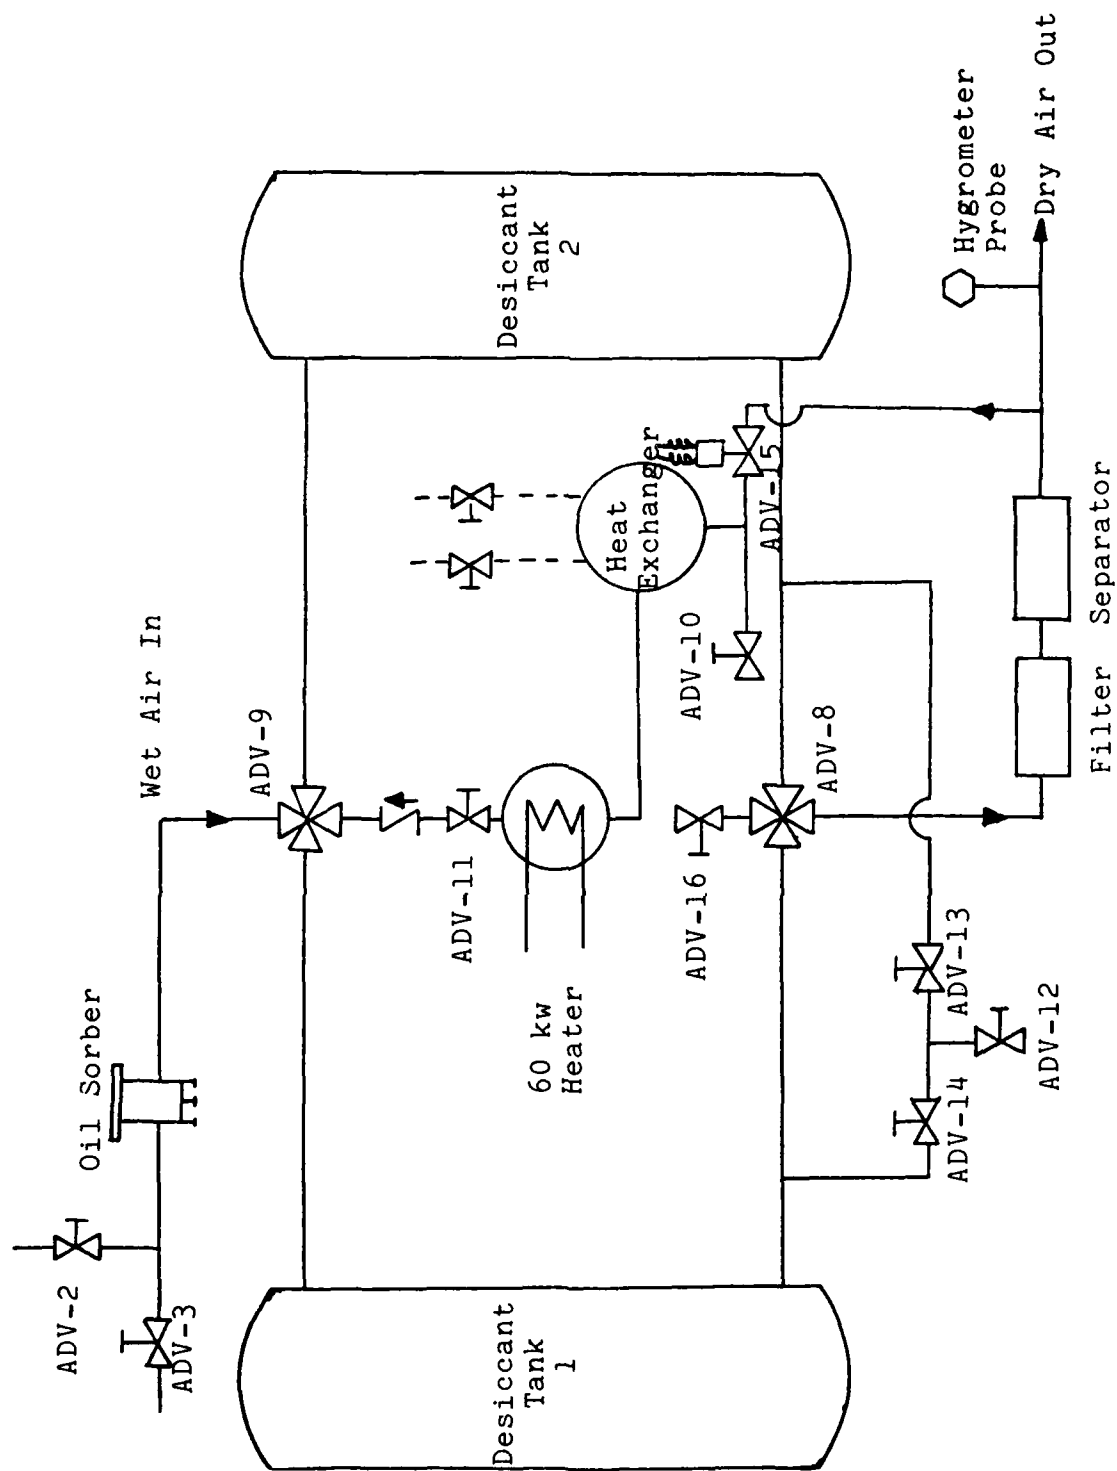 ADV-2
ADV-3
Oil Sorber
Wet Air In
ADV-9
Desiccant
Tank
1
Desiccant
Tank
2
60 kw
Heater
ADV-11
Heat
Exchanger
ADV-10
ADV-15
ADV-16
ADV-8
ADV-14
ADV-13
ADV-12
Filter
Separator
Hygrometer
Probe
Dry Air Out